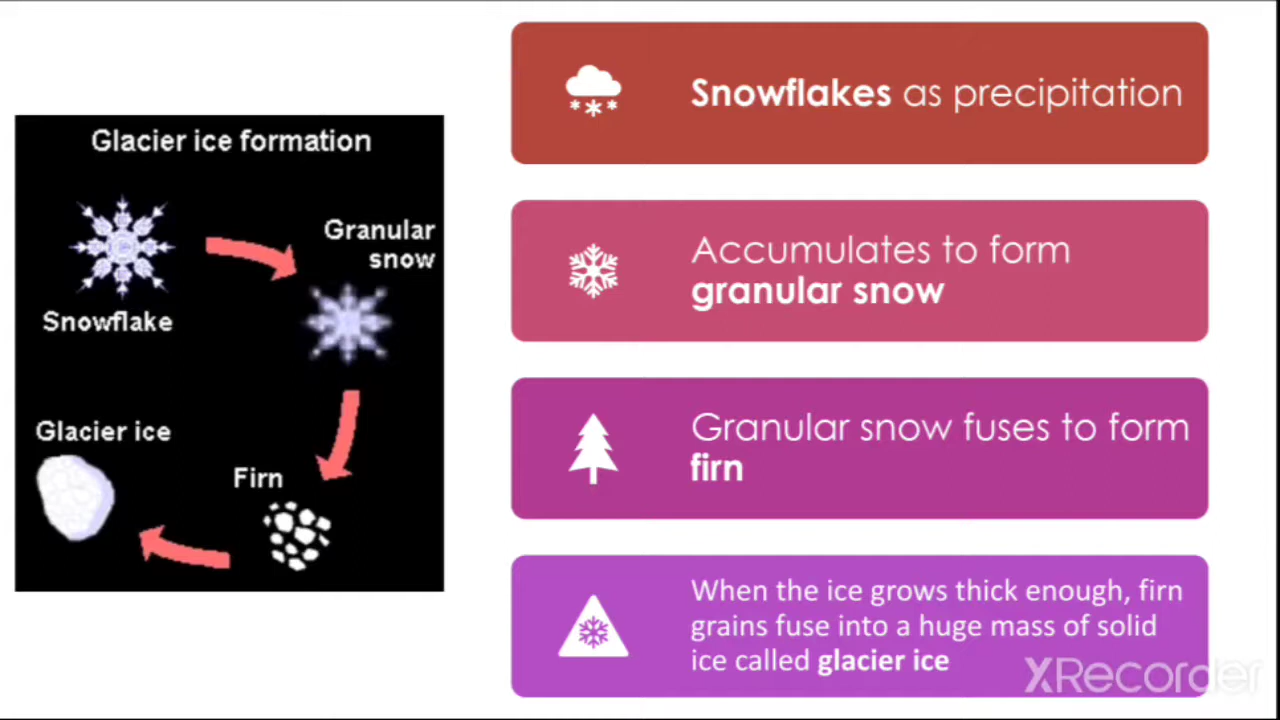 Glacier ice formation
Snowflake
Granular
snow
Firn
Glacier ice
Snowflakes as precipitation
Accumulates to form
granular snow
Granular snow fuses to form
firn
When the ice grows thick enough, firn
grains fuse into a huge mass of solid
ice called glacier ice
XRecorder